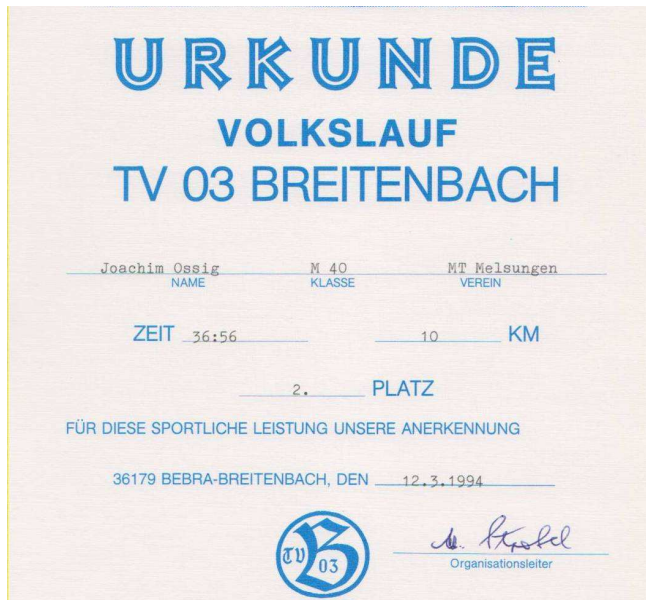 URKUNDE
VOLKSLAUF
TV 03 BREITENBACH
Joachim Ossig M 40 MT Melsungen
NAME KLASSE VEREIN
ZEIT 36:56 10 KM
2. PLATZ
FÜR DIESE SPORTLICHE LEISTUNG UNSERE ANERKENNUNG
36179 BEBRA-BREITENBACH, DEN 12.3.1994
TV B 03
Organisationsleiter